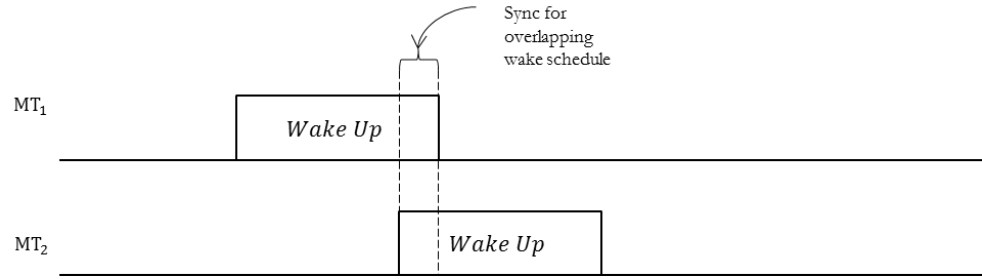 Sync for
overlapping
wake schedule
MT₁
Wake Up
MT₂
Wake Up